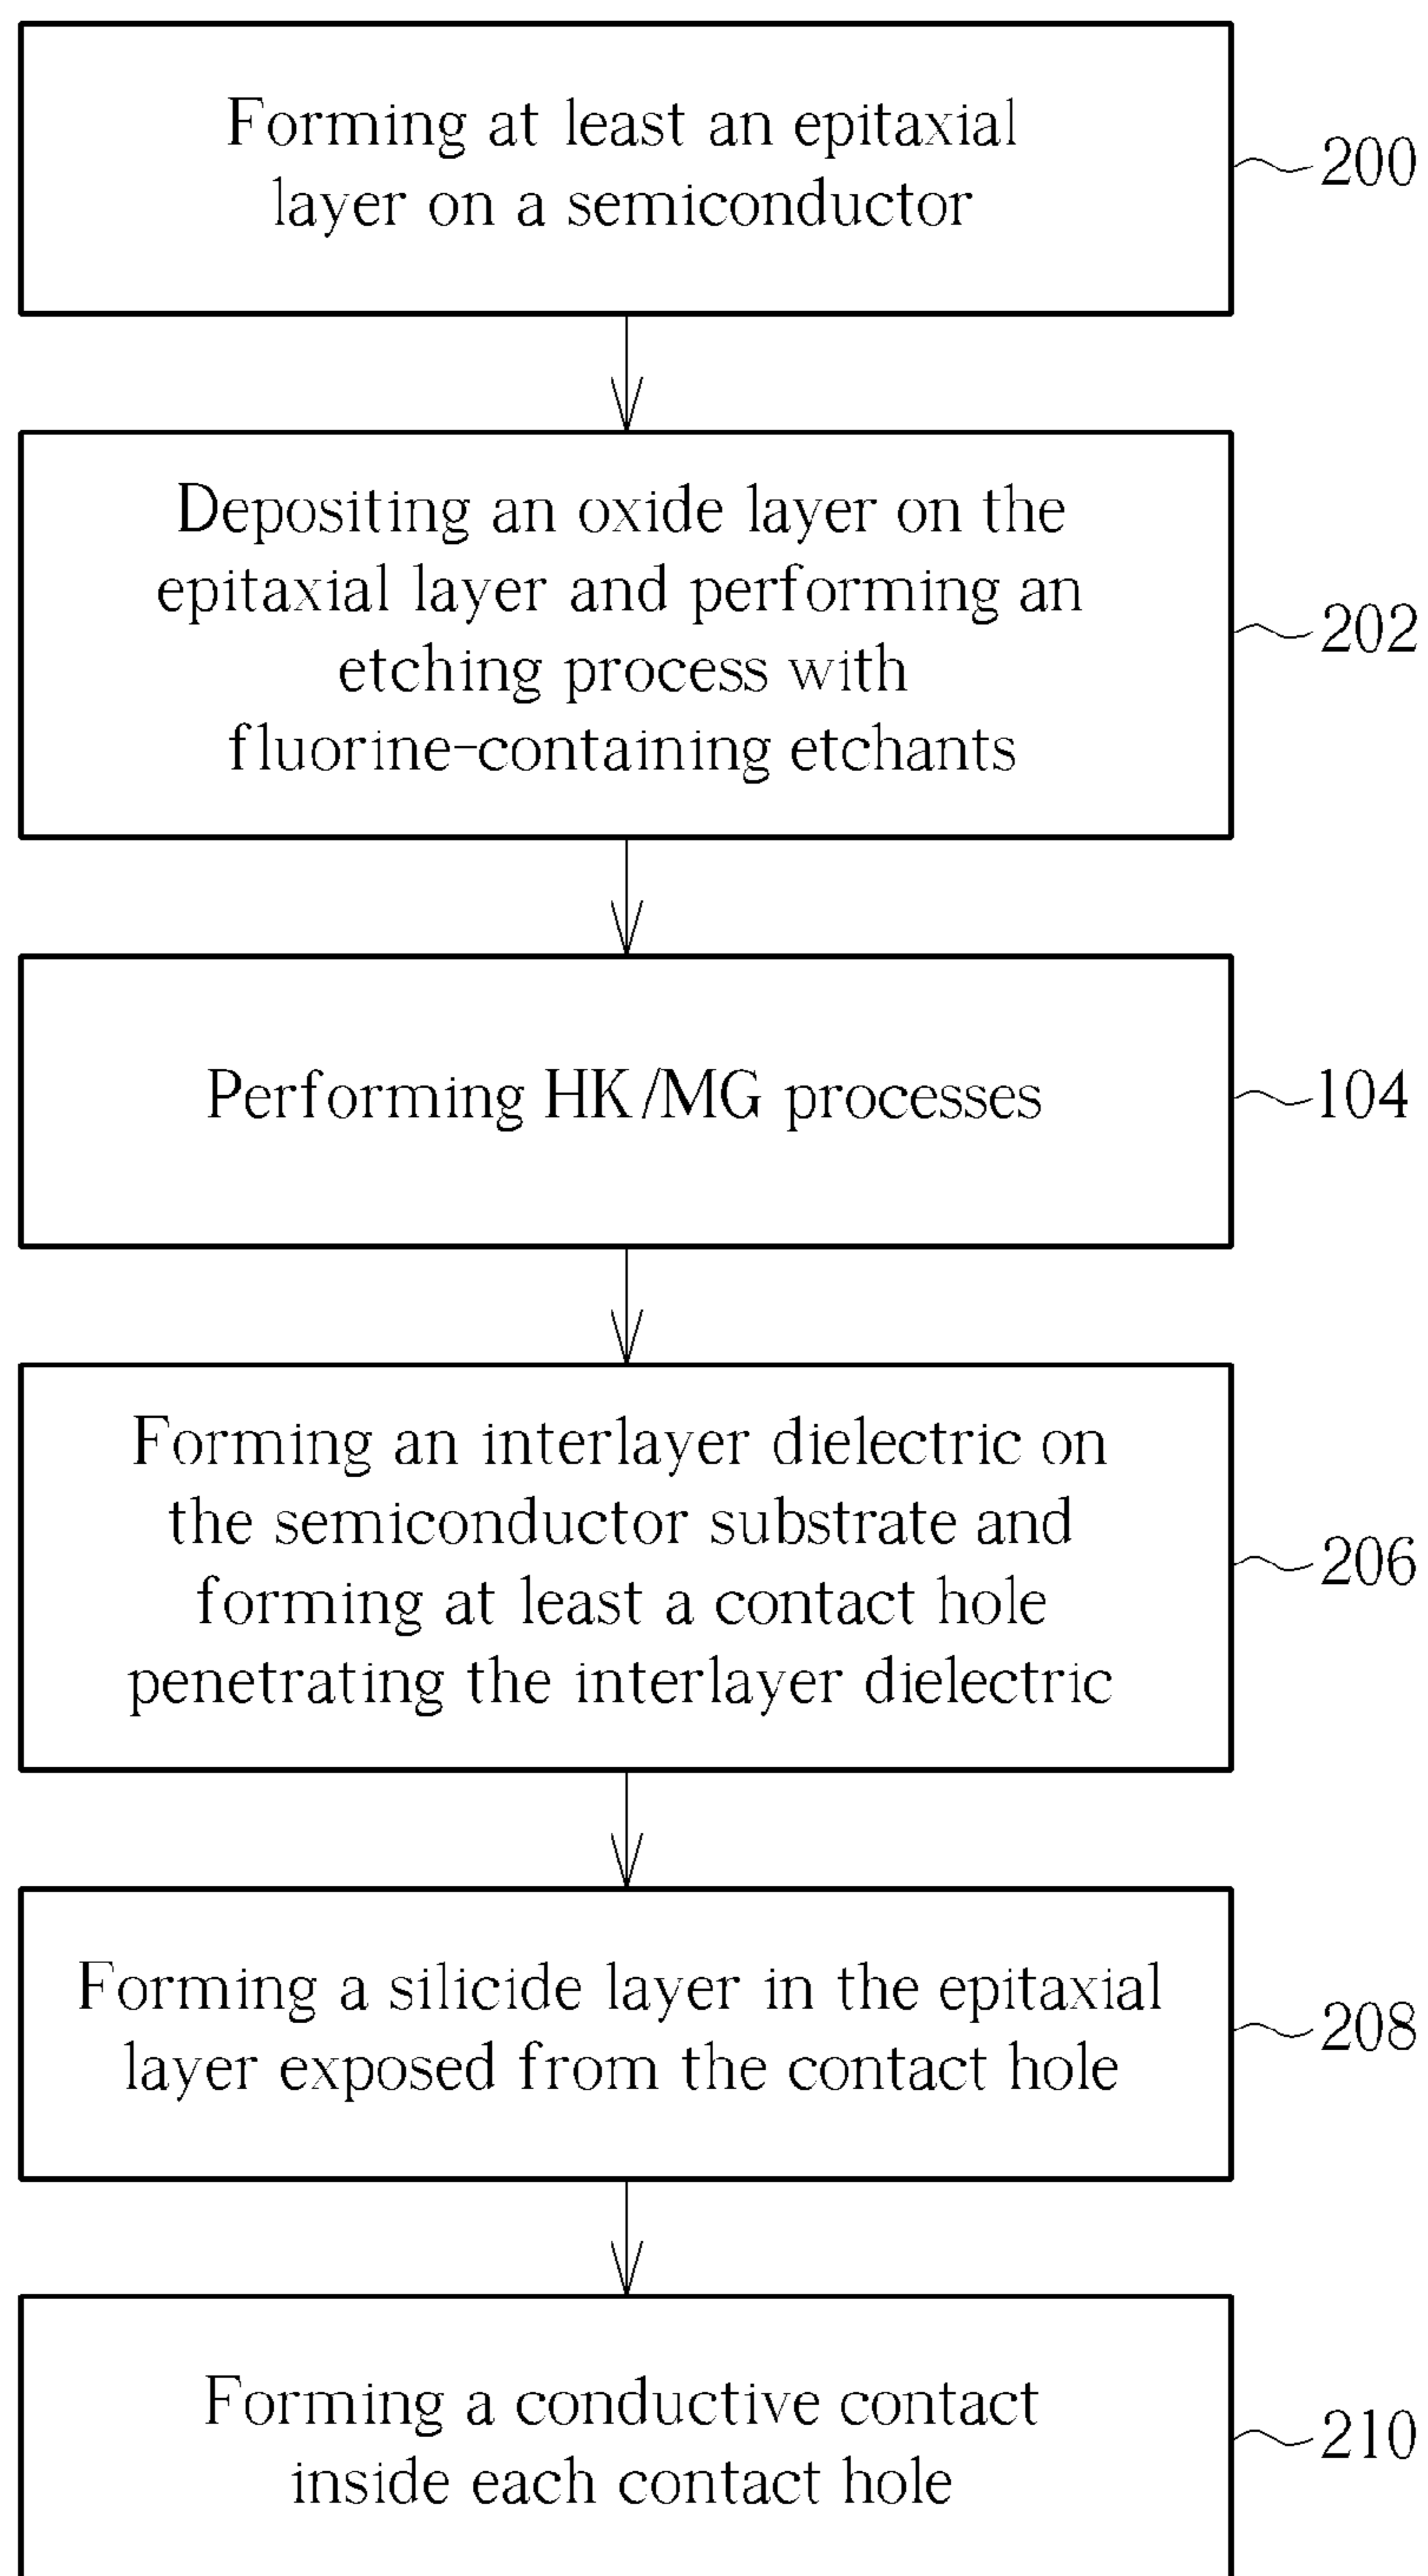 Forming at least an epitaxial
layer on a semiconductor
200
Depositing an oxide layer on the
epitaxial layer and performing an
etching process with
fluorine-containing etchants
202
Performing HK/MG processes
104
Forming an interlayer dielectric on
the semiconductor substrate and
forming at least a contact hole
penetrating the interlayer dielectric
206
Forming a silicide layer in the epitaxial
layer exposed from the contact hole
208
Forming a conductive contact
inside each contact hole
210